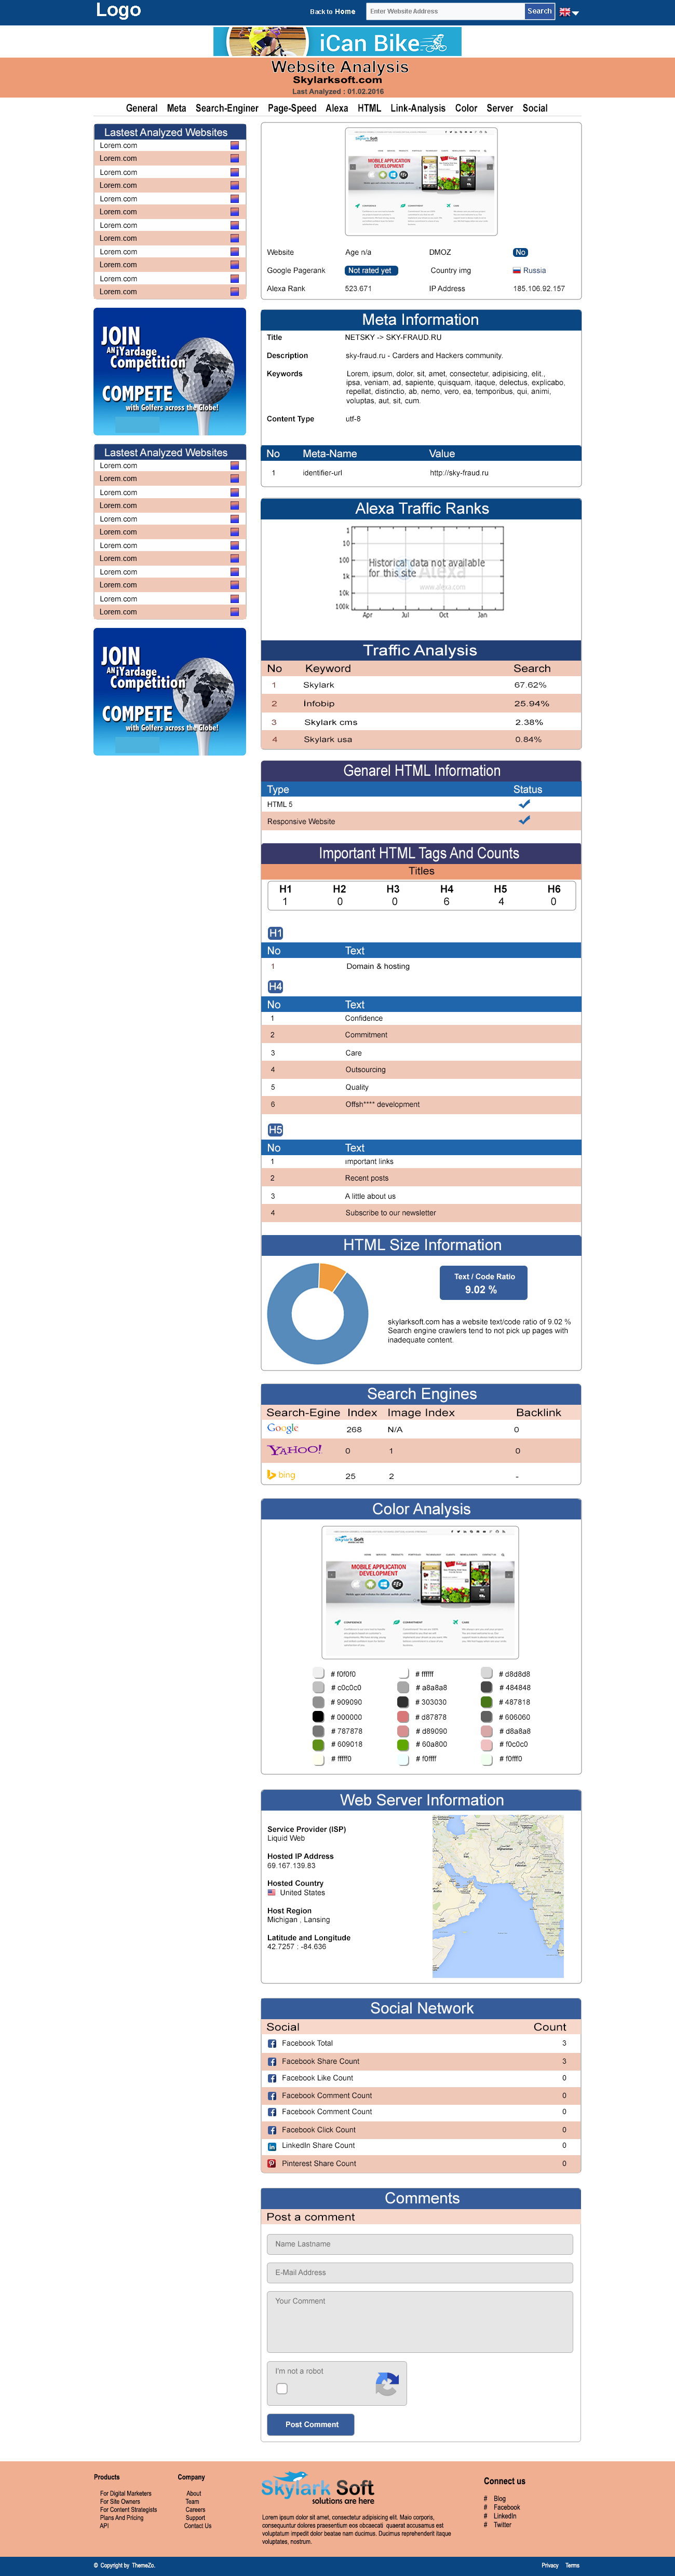 Logo
Back to Home
Enter Website Address
Search
iCan Bike
Website Analysis
Skylarksoft.com
Last Analyzed : 01.02.2016
General Meta Search-Enginer Page-Speed Alexa HTML Link-Analysis Color Server Social
Lastest Analyzed Websites
Lorem.com
Lorem.com
Lorem.com
Lorem.com
Lorem.com
Lorem.com
Lorem.com
Lorem.com
Lorem.com
Lorem.com
Lorem.com
Lorem.com
JOIN
AN iYardage
Competition
COMPETE
with Golfers across the Globe!
Lastest Analyzed Websites
Lorem.com
Lorem.com
Lorem.com
Lorem.com
Lorem.com
Lorem.com
Lorem.com
Lorem.com
Lorem.com
Lorem.com
Lorem.com
Lorem.com
JOIN
AN iYardage
Competition
COMPETE
with Golfers across the Globe!
Skylark Soft
MOBILE APPLICATION
DEVELOPMENT
Website Age n/a DMOZ No
Google Pagerank Not rated yet Country img Russia
Alexa Rank 523.671 IP Address 185.106.92.157
Meta Information
Title NETSKY -> SKY-FRAUD.RU
Description sky-fraud.ru - Carders and Hackers community.
Keywords Lorem, ipsum, dolor, sit, amet, consectetur, adipisicing, elit.,
ipsa, veniam, ad, sapiente, quisquam, itaque, delectus, explicabo,
repellat, distinctio, ab, nemo, vero, ea, temporibus, qui, animi,
voluptas, aut, sit, cum.
Content Type utf-8
No Meta-Name Value
1 identifier-url http://sky-fraud.ru
Alexa Traffic Ranks
1
10
100
1k
10k
100k
Historical data not available
for this site
Alexa
www.alexa.com
Apr Jul Oct Jan
Traffic Analysis
No Keyword Search
1 Skylark 67.62%
2 Infobip 25.94%
3 Skylark cms 2.38%
4 Skylark usa 0.84%
Genarel HTML Information
Type Status
HTML 5
Responsive Website
Important HTML Tags And Counts
Titles
H1 H2 H3 H4 H5 H6
1 0 0 6 4 0
H1
No Text
1 Domain & hosting
H4
No Text
1 Confidence
2 Commitment
3 Care
4 Outsourcing
5 Quality
6 Offsh**** development
H5
No Text
1 important links
2 Recent posts
3 A little about us
4 Subscribe to our newsletter
HTML Size Information
Text / Code Ratio
9.02 %
skylarksoft.com has a website text/code ratio of 9.02 %
Search engine crawlers tend to not pick up pages with
inadequate content.
Search Engines
Search-Egine Index Image Index Backlink
Google 268 N/A 0
YAHOO! 0 1 0
bing 25 2 -
Color Analysis
Skylark Soft
MOBILE APPLICATION
DEVELOPMENT
# f0f0f0 # ffffff # d8d8d8
# c0c0c0 # a8a8a8 # 484848
# 909090 # 303030 # 487818
# 000000 # d87878 # 606060
# 787878 # d89090 # d8a8a8
# 609018 # 60a800 # f0c0c0
# fffff0 # f0ffff # f0fff0
Web Server Information
Service Provider (ISP)
Liquid Web
Hosted IP Address
69.167.139.83
Hosted Country
United States
Host Region
Michigan , Lansing
Latitude and Longitude
42.7257 : -84.636
Social Network
Social Count
Facebook Total 3
Facebook Share Count 3
Facebook Like Count 0
Facebook Comment Count 0
Facebook Comment Count 0
Facebook Click Count 0
LinkedIn Share Count 0
Pinterest Share Count 0
Comments
Post a comment
Name Lastname
E-Mail Address
Your Comment
I'm not a robot
Post Comment
Products
For Digital Marketers
For Site Owners
For Content Strategists
Plans And Pricing
API
Company
About
Team
Careers
Support
Contact Us
Skylark Soft
solutions are here
Lorem ipsum dolor sit amet, consectetur adipisicing elit. Maio corporis,
consequuntur dolores praesentium eos obcaecati quaerat accusamus est
voluptatum impedit dolor beatae nam ducimus. Ducimus reprehenderit itaque
voluptates, nostrum.
Connect us
# Blog
# Facebook
# LinkedIn
# Twitter
© Copyright by ThemeZo.
Privacy Terms